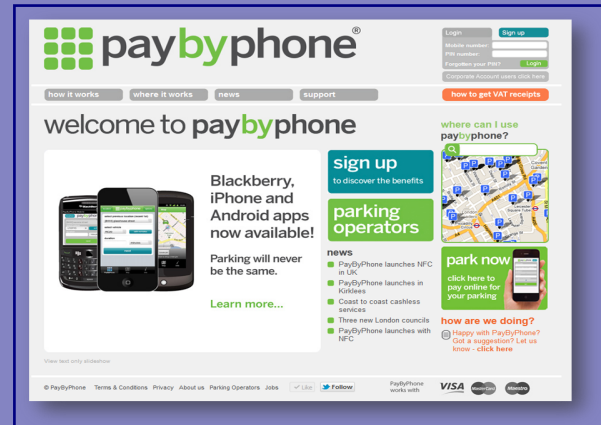 paybyphone®
Login
Sign up
Mobile number:
PIN number:
Forgotten your PIN?
Login
Corporate Account users click here
how it works
where it works
news
support
how to get VAT receipts
welcome to paybyphone
Blackberry,
iPhone and
Android apps
now available!
Parking will never
be the same.
Learn more...
View text only slideshow
sign up
to discover the benefits
parking
operators
news
PayByPhone launches NFC
in UK
PayByPhone launches in
Kirklees
Coast to coast cashless
services
Three new London councils
PayByPhone launches with
NFC
where can I use
paybyphone?
park now
click here to
pay online for
your parking
how are we doing?
Happy with PayByPhone?
Got a suggestion? Let us
know - click here
© PayByPhone Terms & Conditions Privacy About us Parking Operators Jobs
Like
Follow
PayByPhone
works with
VISA
MasterCard
Maestro